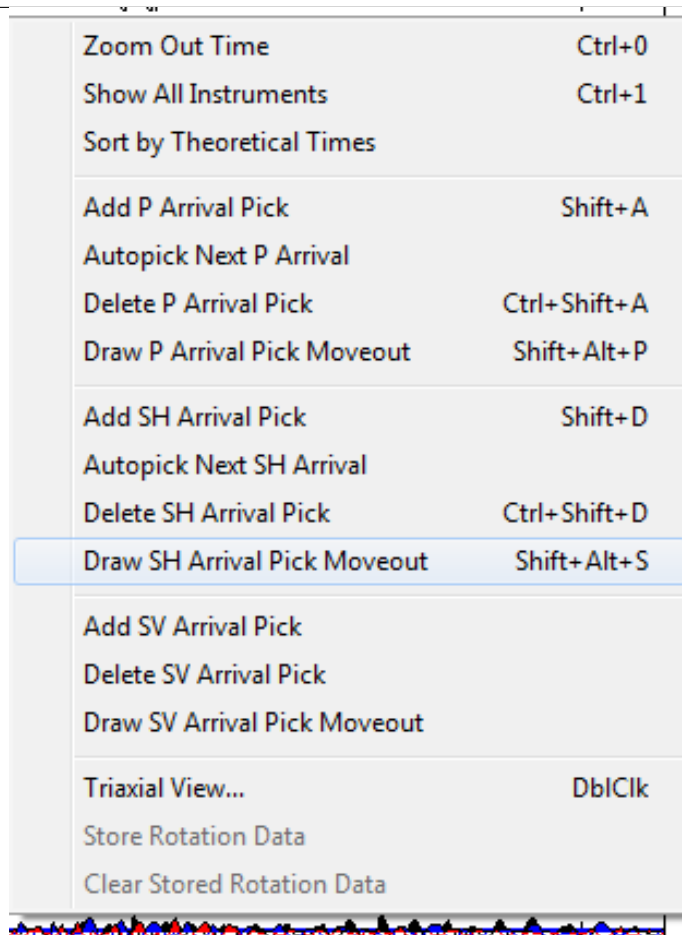 Zoom Out Time Ctrl+0
Show All Instruments Ctrl+1
Sort by Theoretical Times
Add P Arrival Pick Shift+A
Autopick Next P Arrival
Delete P Arrival Pick Ctrl+Shift+A
Draw P Arrival Pick Moveout Shift+Alt+P
Add SH Arrival Pick Shift+D
Autopick Next SH Arrival
Delete SH Arrival Pick Ctrl+Shift+D
Draw SH Arrival Pick Moveout Shift+Alt+S
Add SV Arrival Pick
Delete SV Arrival Pick
Draw SV Arrival Pick Moveout
Triaxial View... DblClk
Store Rotation Data
Clear Stored Rotation Data